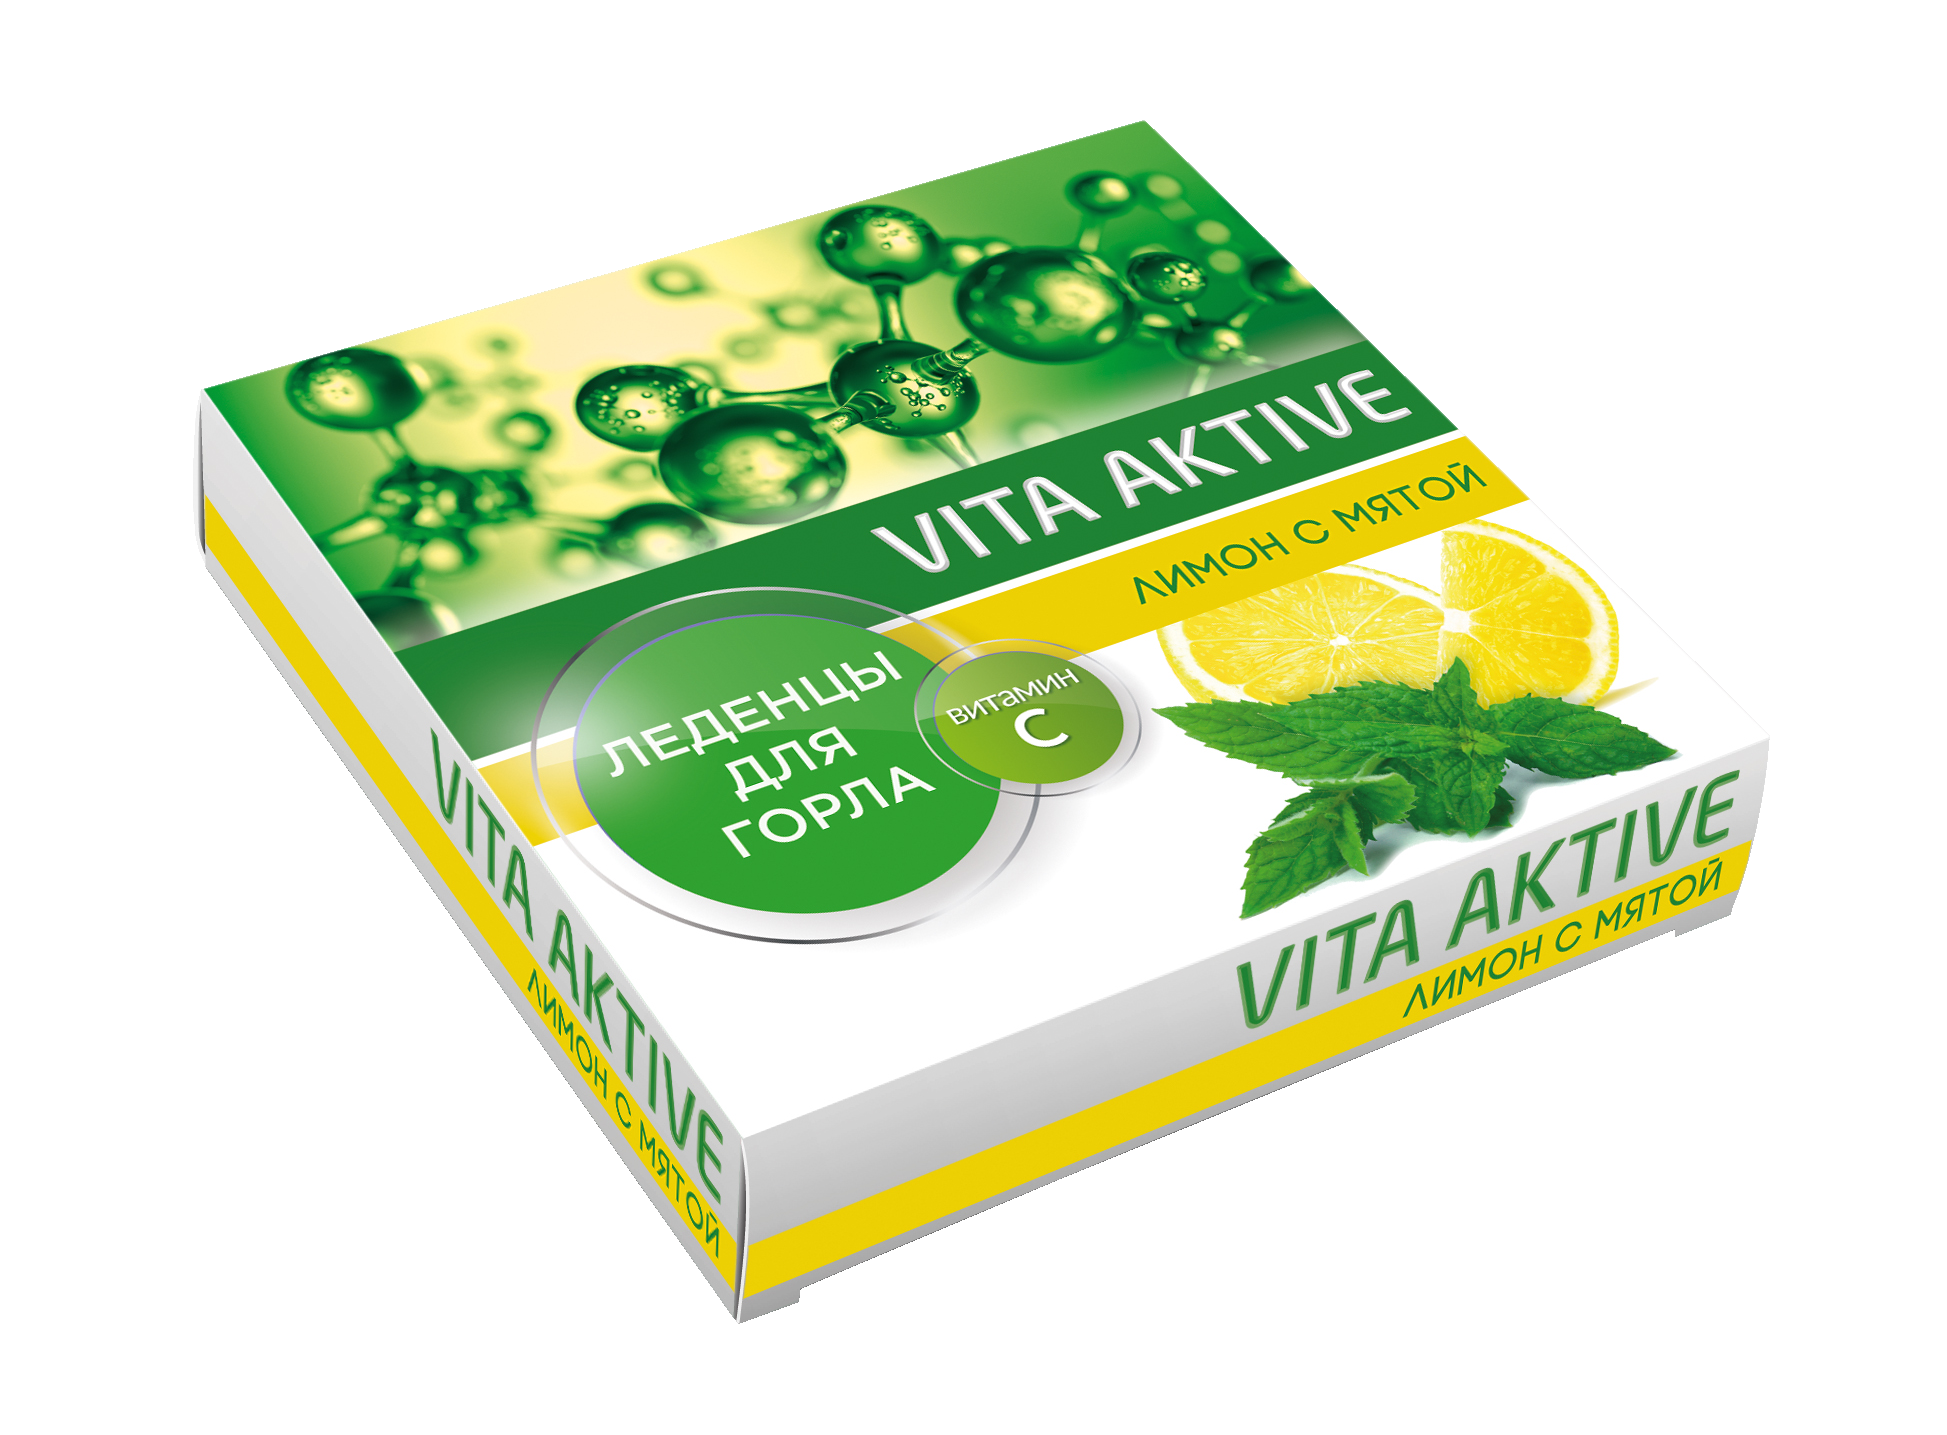 VITA AKTIVE
ЛИМОН С МЯТОЙ
ЛЕДЕНЦЫ
ДЛЯ
ГОРЛА
витамин
С
VITA AKTIVE
ЛИМОН С МЯТОЙ
VITA AKTIVE
ЛИМОН С МЯТОЙ